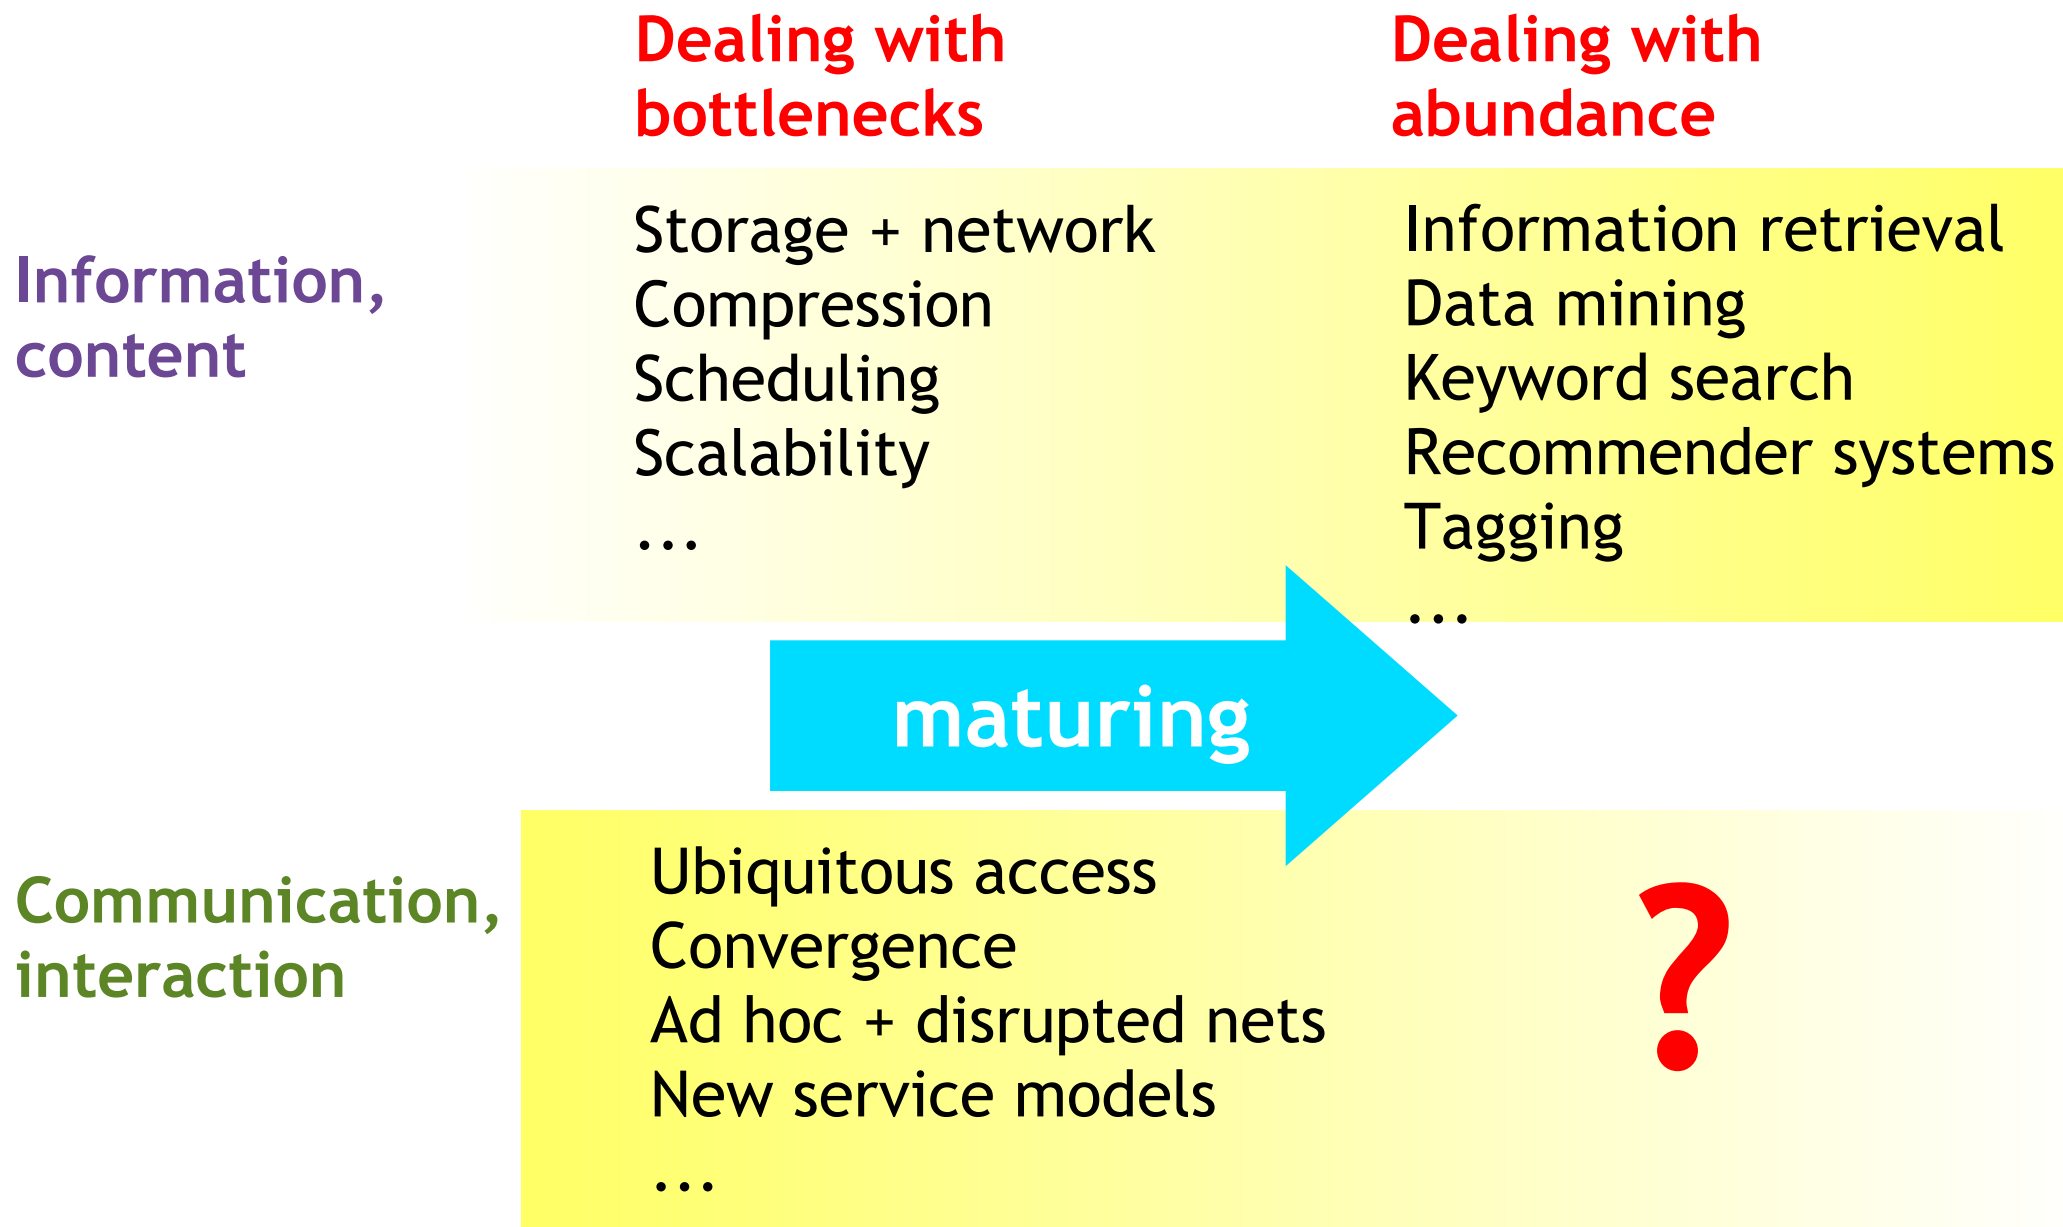 Dealing with
bottlenecks
Dealing with
abundance
Information,
content
Storage + network
Compression
Scheduling
Scalability
...
Information retrieval
Data mining
Keyword search
Recommender systems
Tagging
...
maturing
Communication,
interaction
Ubiquitous access
Convergence
Ad hoc + disrupted nets
New service models
...
?